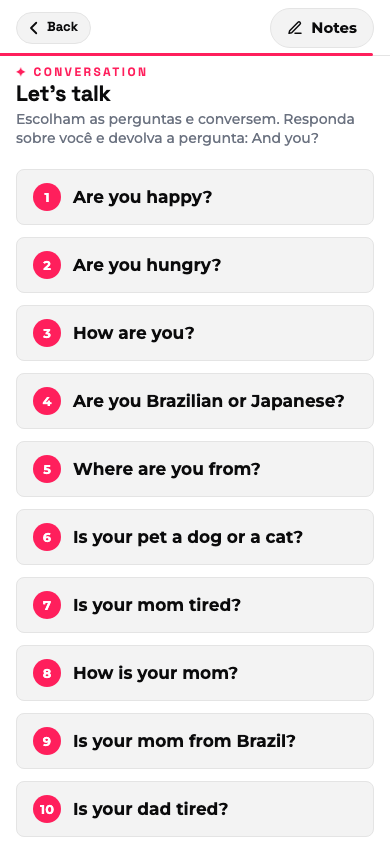 Back
Notes
✦ CONVERSATION
Let's talk
Escolham as perguntas e conversem. Responda
sobre você e devolva a pergunta: And you?
1 Are you happy?
2 Are you hungry?
3 How are you?
4 Are you Brazilian or Japanese?
5 Where are you from?
6 Is your pet a dog or a cat?
7 Is your mom tired?
8 How is your mom?
9 Is your mom from Brazil?
10 Is your dad tired?